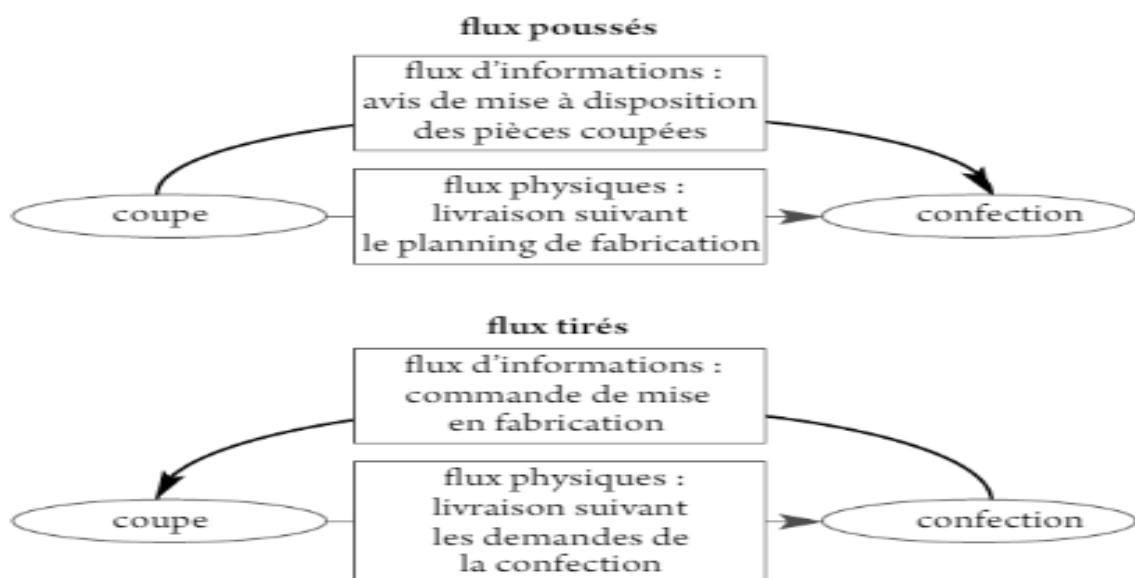 flux poussés
flux d'informations :
avis de mise à disposition
des pièces coupées
coupe
flux physiques :
livraison suivant
le planning de fabrication
confection
flux tirés
flux d'informations :
commande de mise
en fabrication
coupe
flux physiques :
livraison suivant
les demandes de
la confection
confection